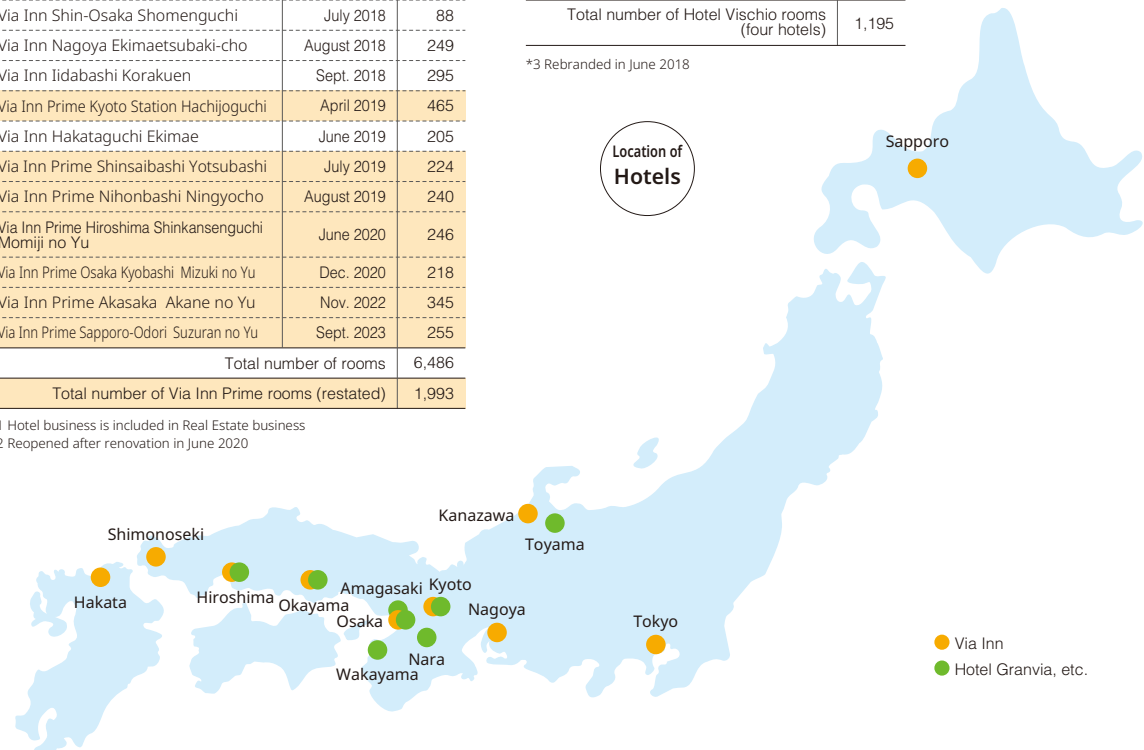 Via Inn Shin-Osaka Shomenguchi July 2018 88
Via Inn Nagoya Ekimaetsubaki-cho August 2018 249
Via Inn Iidabashi Korakuen Sept. 2018 295
Via Inn Prime Kyoto Station Hachijoguchi April 2019 465
Via Inn Hakataguchi Ekimae June 2019 205
Via Inn Prime Shinsaibashi Yotsubashi July 2019 224
Via Inn Prime Nihonbashi Ningyocho August 2019 240
Via Inn Prime Hiroshima Shinkansenguchi
Momiji no Yu June 2020 246
Via Inn Prime Osaka Kyobashi Mizuki no Yu Dec. 2020 218
Via Inn Prime Akasaka Akane no Yu Nov. 2022 345
Via Inn Prime Sapporo-Odori Suzuran no Yu Sept. 2023 255
Total number of rooms 6,486
Total number of Via Inn Prime rooms (restated) 1,993
1 Hotel business is included in Real Estate business
2 Reopened after renovation in June 2020
Total number of Hotel Vischio rooms
(four hotels) 1,195
*3 Rebranded in June 2018
Location of
Hotels
Sapporo
Kanazawa
Toyama
Shimonoseki
Hakata
Hiroshima
Okayama
Amagasaki
Kyoto
Osaka
Nagoya
Nara
Wakayama
Tokyo
Via Inn
Hotel Granvia, etc.